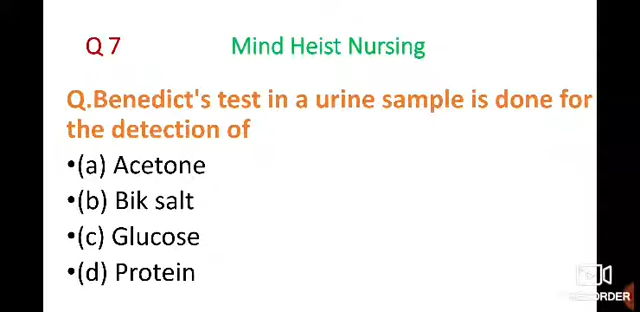 Q 7
Mind Heist Nursing
Q.Benedict's test in a urine sample is done for
the detection of
•(a) Acetone
•(b) Bik salt
•(c) Glucose
•(d) Protein